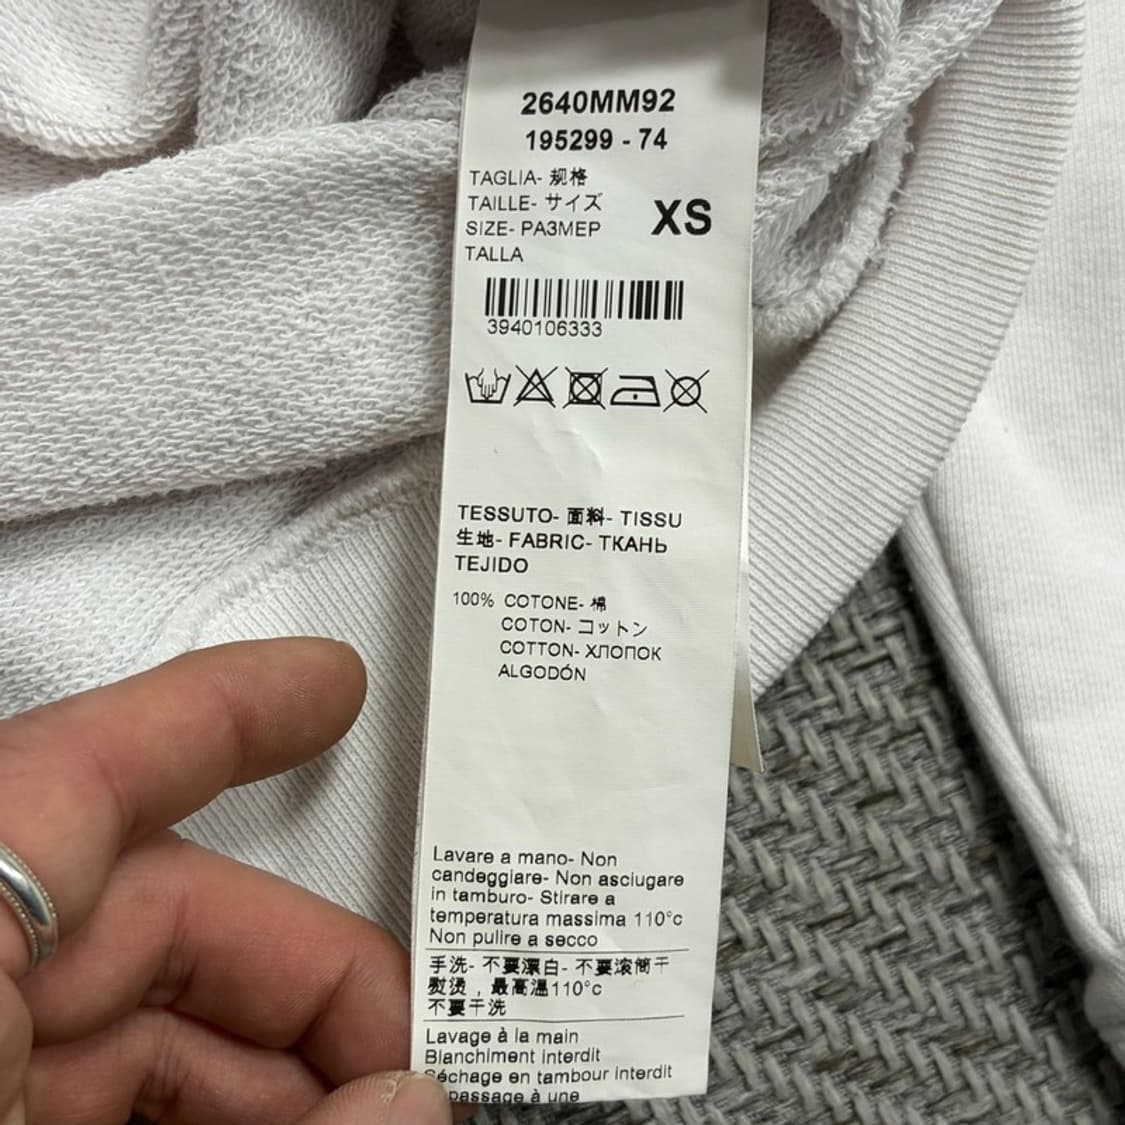 2640MM92
195299 - 74
TAGLIA- 规格
TAILLE- サイズ
SIZE- РАЗМЕР
TALLA
XS
3940106333
TESSUTO- 面料- TISSU
生地- FABRIC- ТКАНЬ
TEJIDO
100% COTONE- 棉
COTON- コットン
COTTON- ХЛОПОК
ALGODÓN
Lavare a mano- Non
candeggiare- Non asciugare
in tamburo- Stirare a
temperatura massima 110°c
Non pulire a secco
手洗- 不要漂白- 不要滚筒干
熨烫，最高温110°c
不要干洗
Lavage à la main
Blanchiment interdit
Séchage en tambour interdit
passage à une